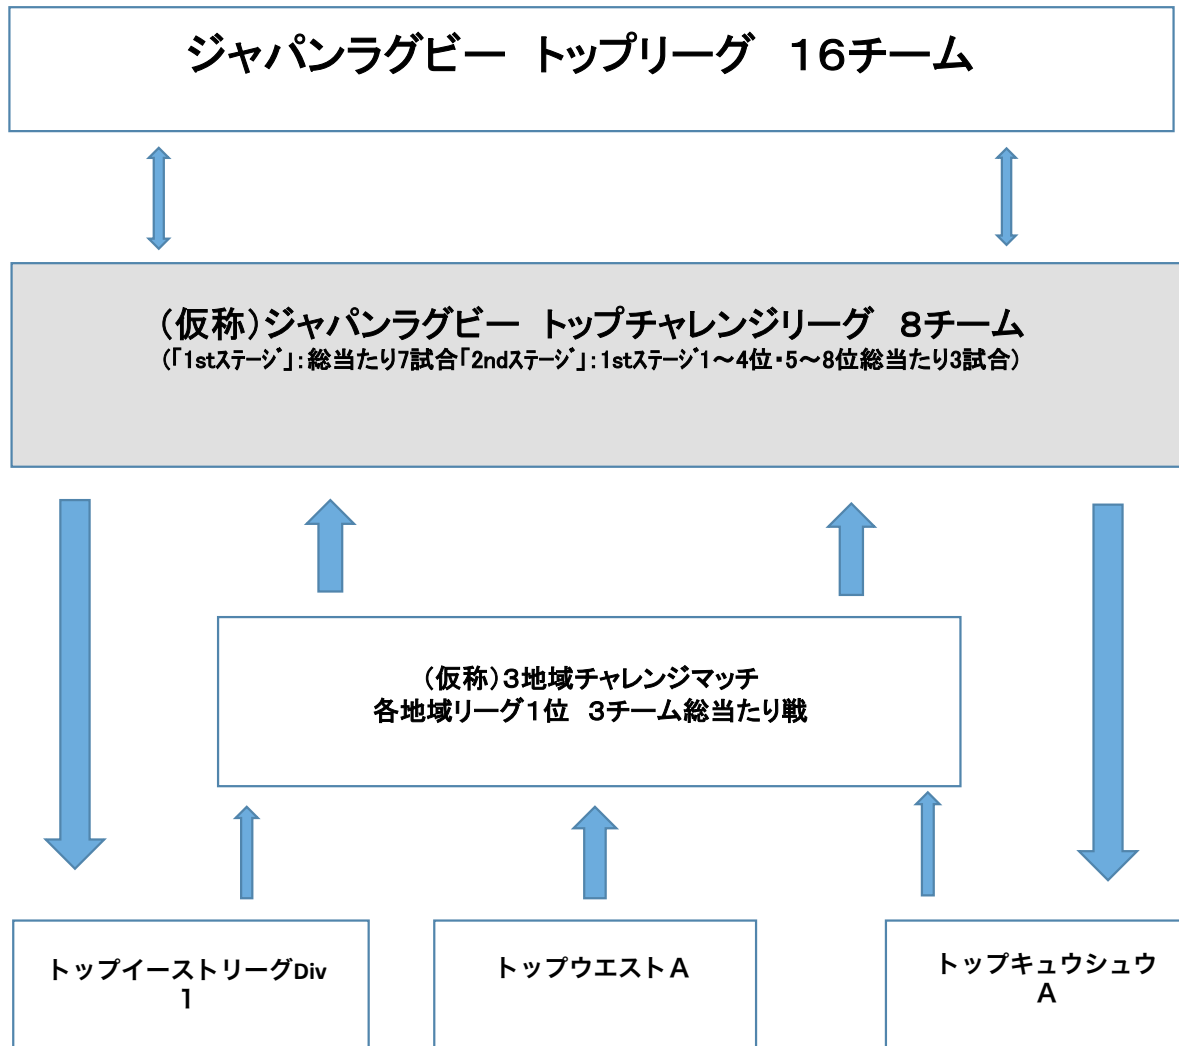 ジャパンラグビー　トップリーグ　１６チーム
（仮称）ジャパンラグビー　トップチャレンジリーグ　８チーム
（「1stｽﾃｰｼﾞ」：総当たり7試合「2ndｽﾃｰｼﾞ」：1stｽﾃｰｼﾞ1～4位・5～8位総当たり3試合）
（仮称）３地域チャレンジマッチ
各地域リーグ１位　３チーム総当たり戦
トップイーストリーグDiv
１
トップウエストＡ
トップキュウシュウ
Ａ